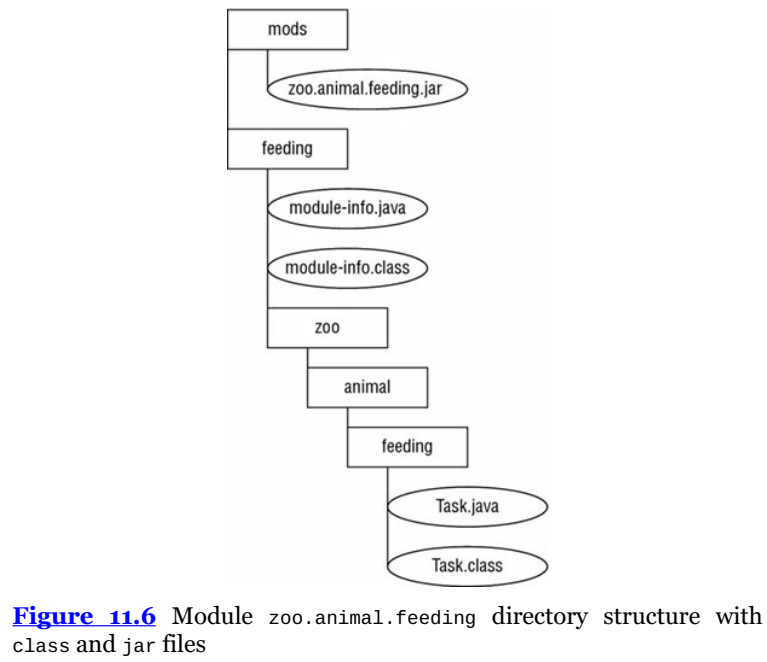 mods
zoo.animal.feeding.jar
feeding
module-info.java
module-info.class
zoo
animal
feeding
Task.java
Task.class
Figure 11.6 Module zoo.animal.feeding directory structure with
class and jar files